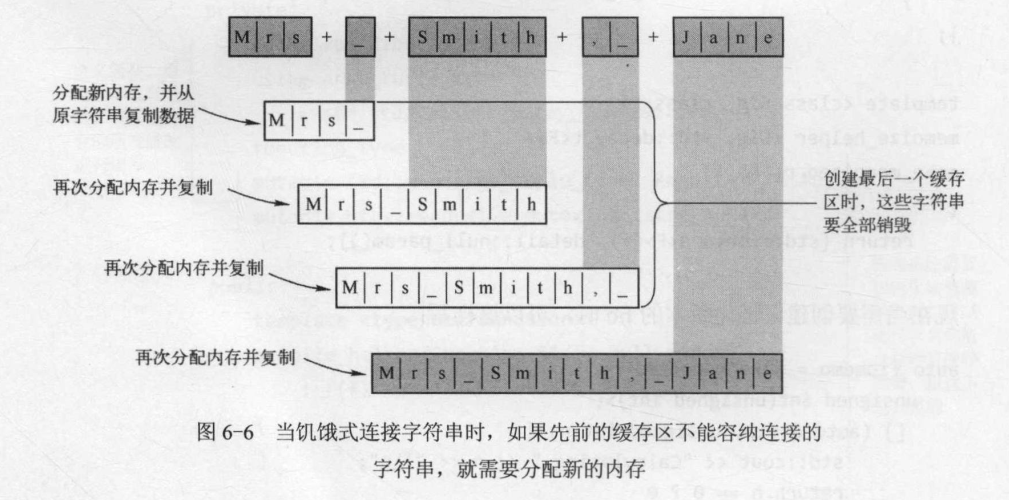 M r s + _ + S m i t h + , _ + J a n e
分配新内存，并从
原字符串复制数据
M r s _
再次分配内存并复制
M r s S m i t h
创建最后一个缓存
区时，这些字符串
要全部销毁
再次分配内存并复制
M r s _ S m i t h , _
再次分配内存并复制
M r s _ S m i t h , _ J a n e
图 6-6 当饥饿式连接字符串时，如果先前的缓存区不能容纳连接的
字符串，就需要分配新的内存